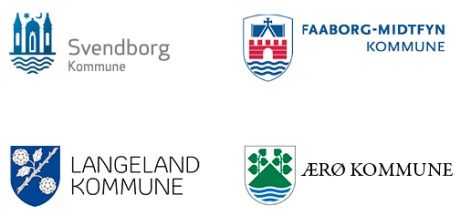 Svendborg
Kommune
FAABORG-MIDTFYN
KOMMUNE
LANGELAND
KOMMUNE
ÆRØ KOMMUNE